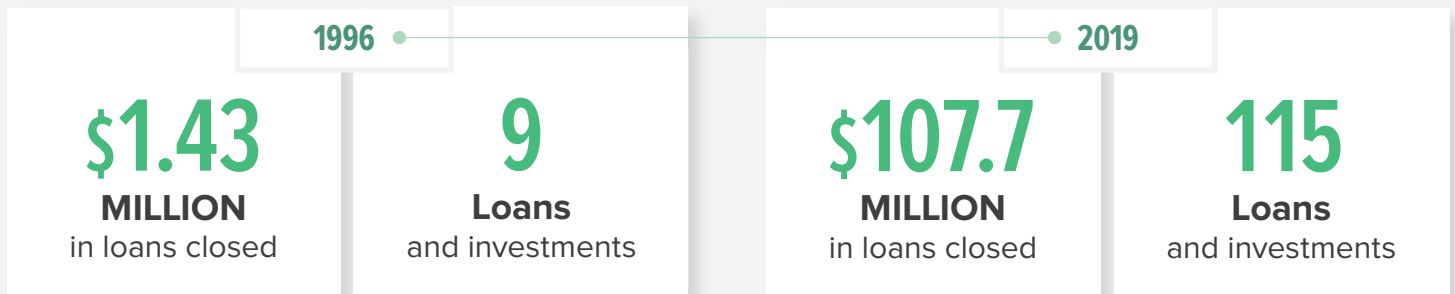 1996
$1.43
MILLION
in loans closed
9
Loans
and investments
2019
$107.7
MILLION
in loans closed
115
Loans
and investments